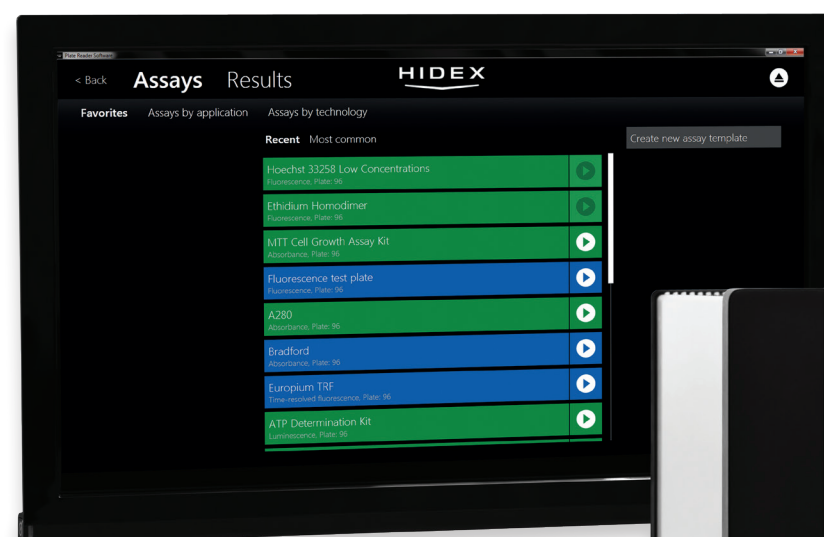 Plate Reader Software
< Back Assays Results HIDEX
Favorites Assays by application Assays by technology
Recent Most common
Create new assay template
Hoechst 33258 Low Concentrations
Fluorescence, Plate: 96
Ethidium Homodimer
Fluorescence, Plate: 96
MTT Cell Growth Assay Kit
Absorbance, Plate: 96
Fluorescence test plate
Fluorescence, Plate: 96
A280
Absorbance, Plate: 96
Bradford
Absorbance, Plate: 96
Europium TRF
Time-resolved fluorescence, Plate: 96
ATP Determination Kit
Luminescence, Plate: 96